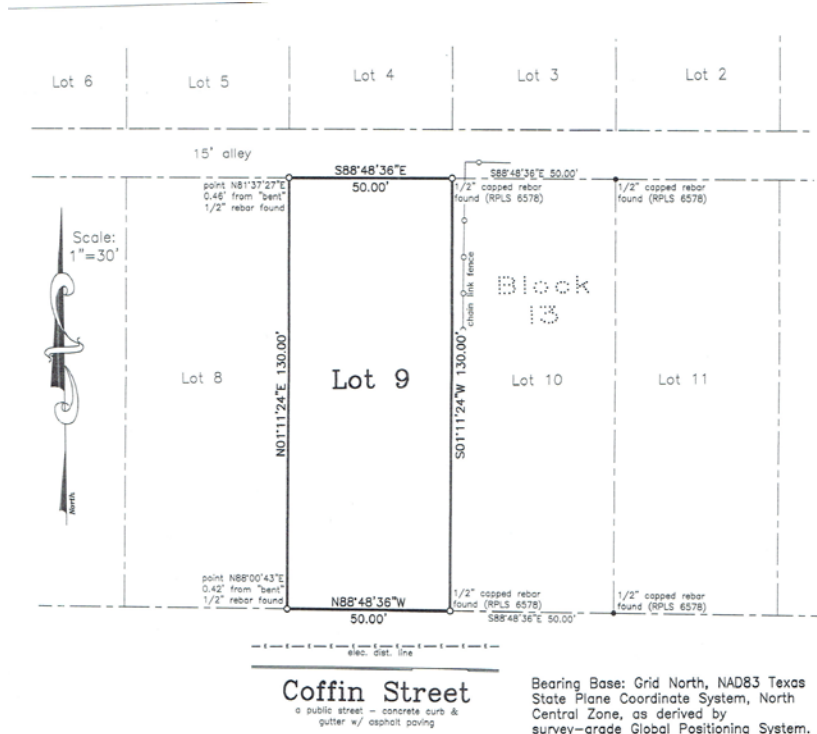 Lot 6
Lot 5
Lot 4
Lot 3
Lot 2
15' alley
S88°48'36"E
50.00'
S88°48'36"E 50.00'
point N81°37'27"E
0.46' from "bent"
1/2" rebar found
1/2" capped rebar
found (RPLS 6578)
1/2" capped rebar
found (RPLS 6578)
Scale:
1"=30'
North
chain link fence
Block
13
N01°11'24"E 130.00'
S01°11'24"W 130.00'
Lot 8
Lot 9
Lot 10
Lot 11
point N88°00'43"E
0.42' from "bent"
1/2" rebar found
N88°48'36"W
50.00'
1/2" capped rebar
found (RPLS 6578)
S88°48'36"E 50.00'
1/2" capped rebar
found (RPLS 6578)
E E E E E E E E
elec. dist. line
Coffin Street
a public street - concrete curb &
gutter w/ asphalt paving
Bearing Base: Grid North, NAD83 Texas
State Plane Coordinate System, North
Central Zone, as derived by
survey-grade Global Positioning System.